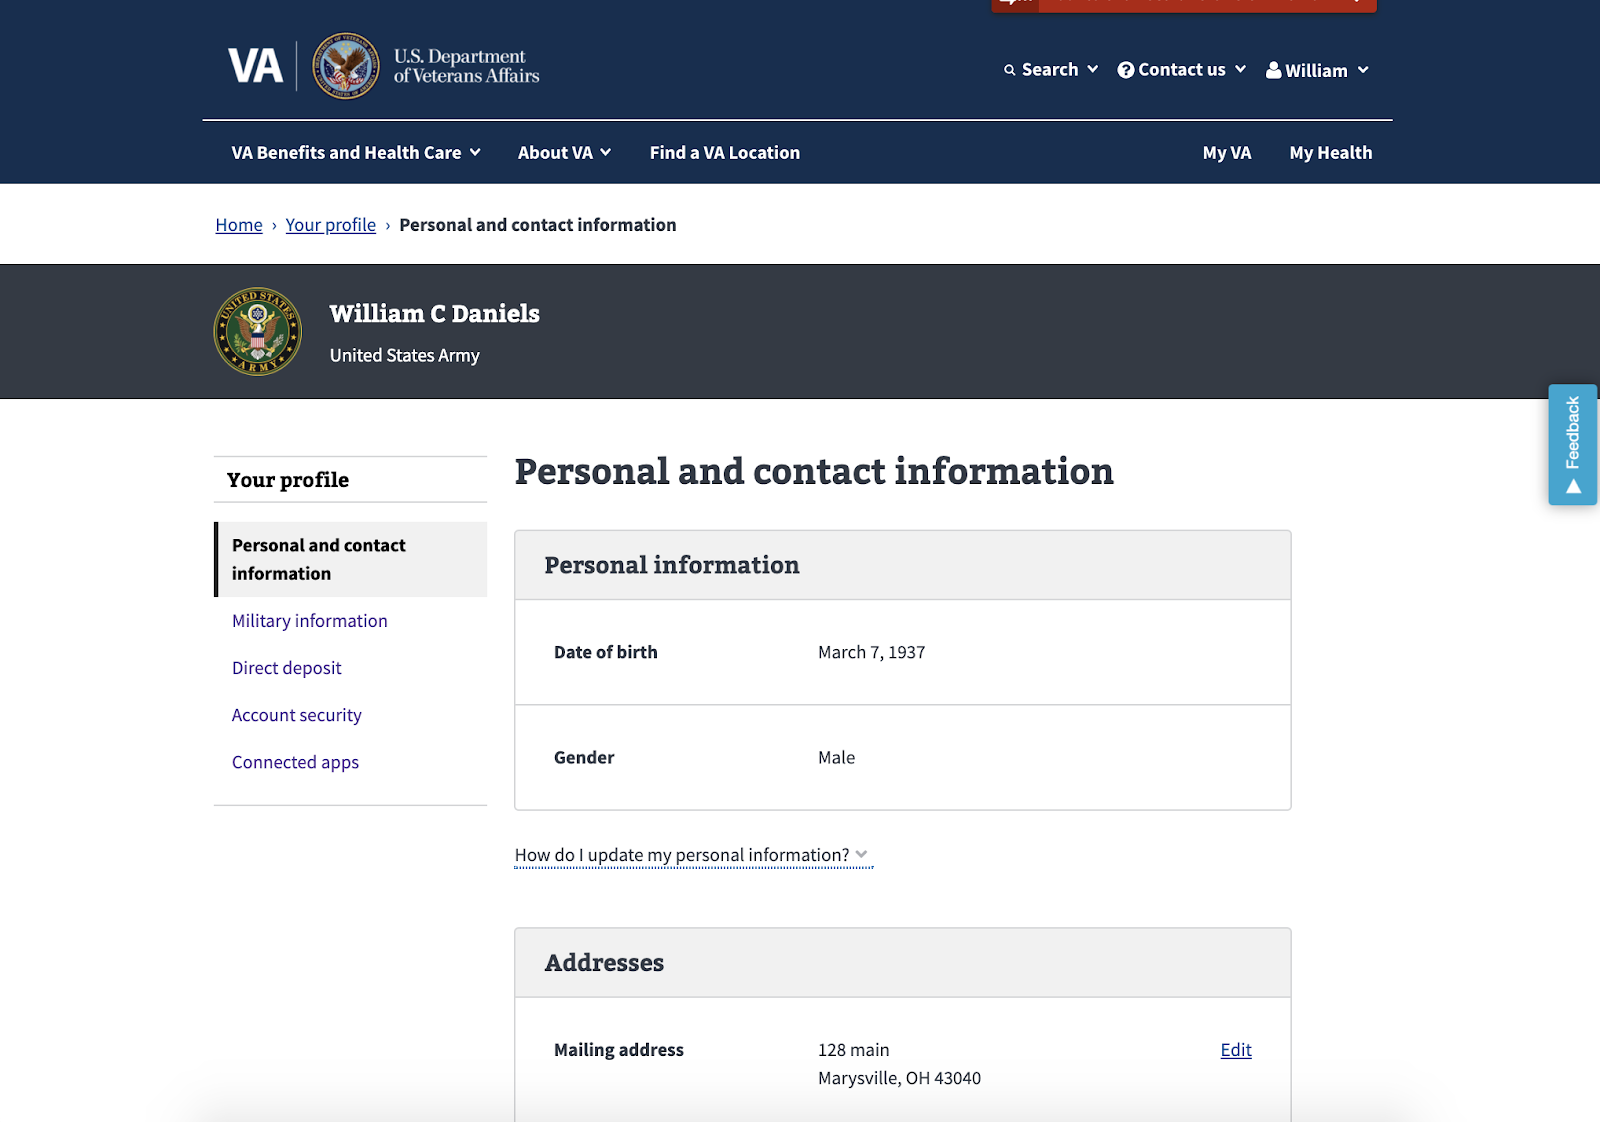 VA
U.S. Department
of Veterans Affairs
Search
Contact us
William
VA Benefits and Health Care
About VA
Find a VA Location
My VA
My Health
Home › Your profile › Personal and contact information
UNITED STATES
ARMY
William C Daniels
United States Army
Feedback
Your profile
Personal and contact
information
Military information
Direct deposit
Account security
Connected apps
Personal and contact information
Personal information
Date of birth
March 7, 1937
Gender
Male
How do I update my personal information?
Addresses
Mailing address
128 main
Marysville, OH 43040
Edit